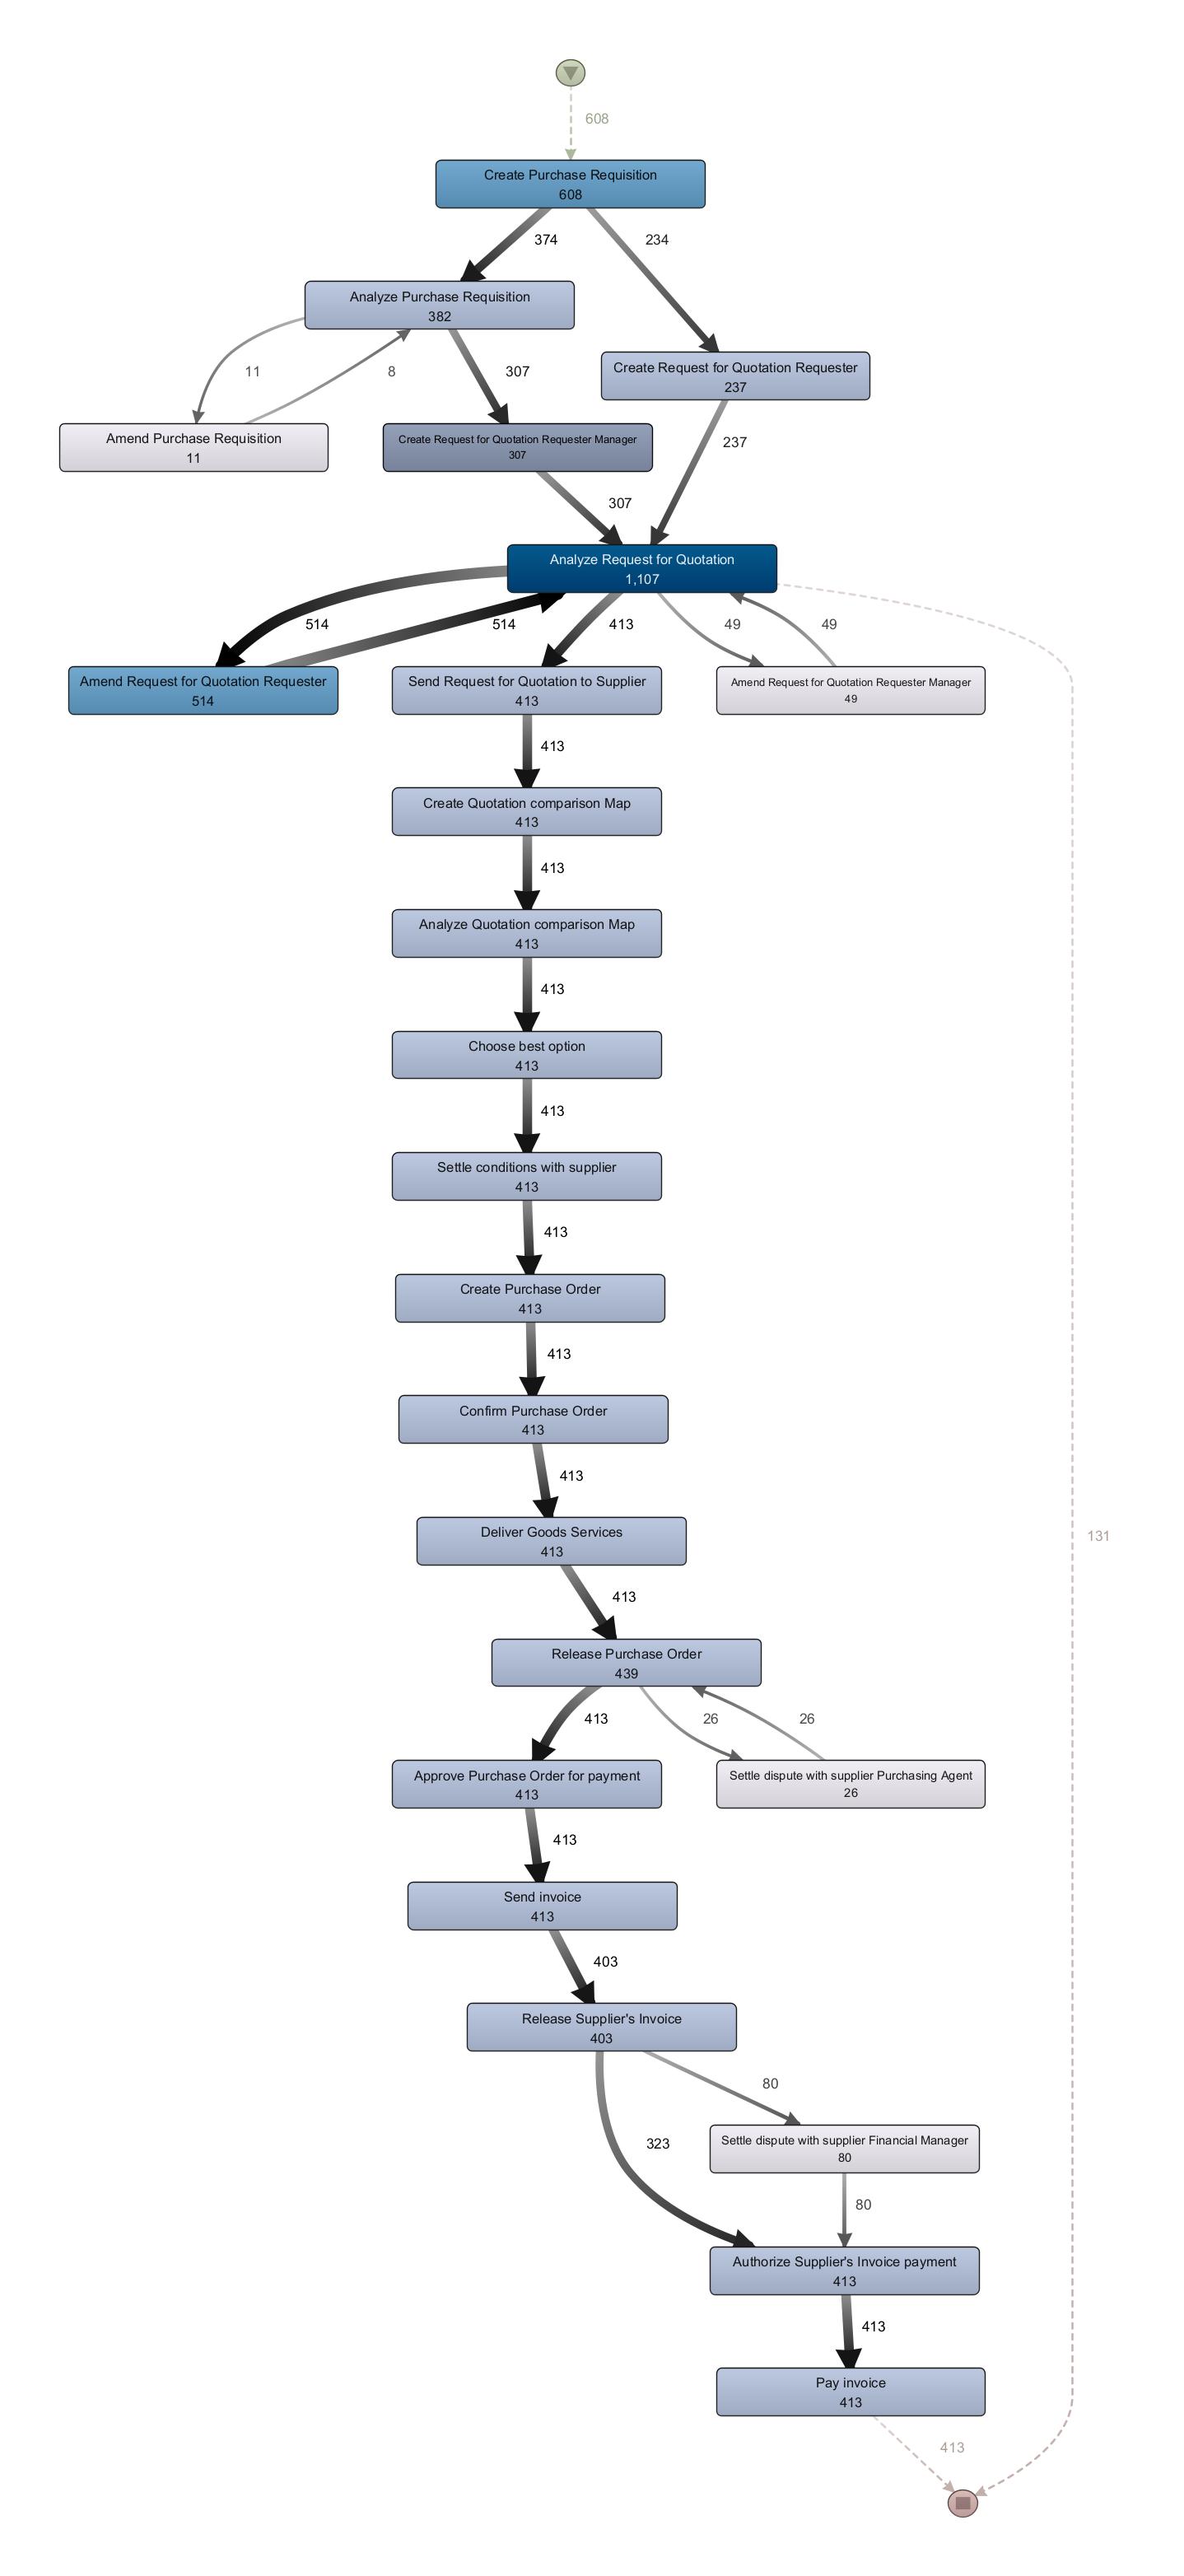 608
Create Purchase Requisition
608
374
234
Analyze Purchase Requisition
382
Create Request for Quotation Requester
237
11
8
307
Amend Purchase Requisition
11
Create Request for Quotation Requester Manager
307
237
307
Analyze Request for Quotation
1,107
514
514
413
49
49
Amend Request for Quotation Requester
514
Send Request for Quotation to Supplier
413
Amend Request for Quotation Requester Manager
49
413
Create Quotation comparison Map
413
413
Analyze Quotation comparison Map
413
413
Choose best option
413
413
Settle conditions with supplier
413
413
Create Purchase Order
413
413
Confirm Purchase Order
413
413
Deliver Goods Services
413
131
413
Release Purchase Order
439
413
26
26
Approve Purchase Order for payment
413
Settle dispute with supplier Purchasing Agent
26
413
Send invoice
413
403
Release Supplier's Invoice
403
80
323
Settle dispute with supplier Financial Manager
80
80
Authorize Supplier's Invoice payment
413
413
Pay invoice
413
413